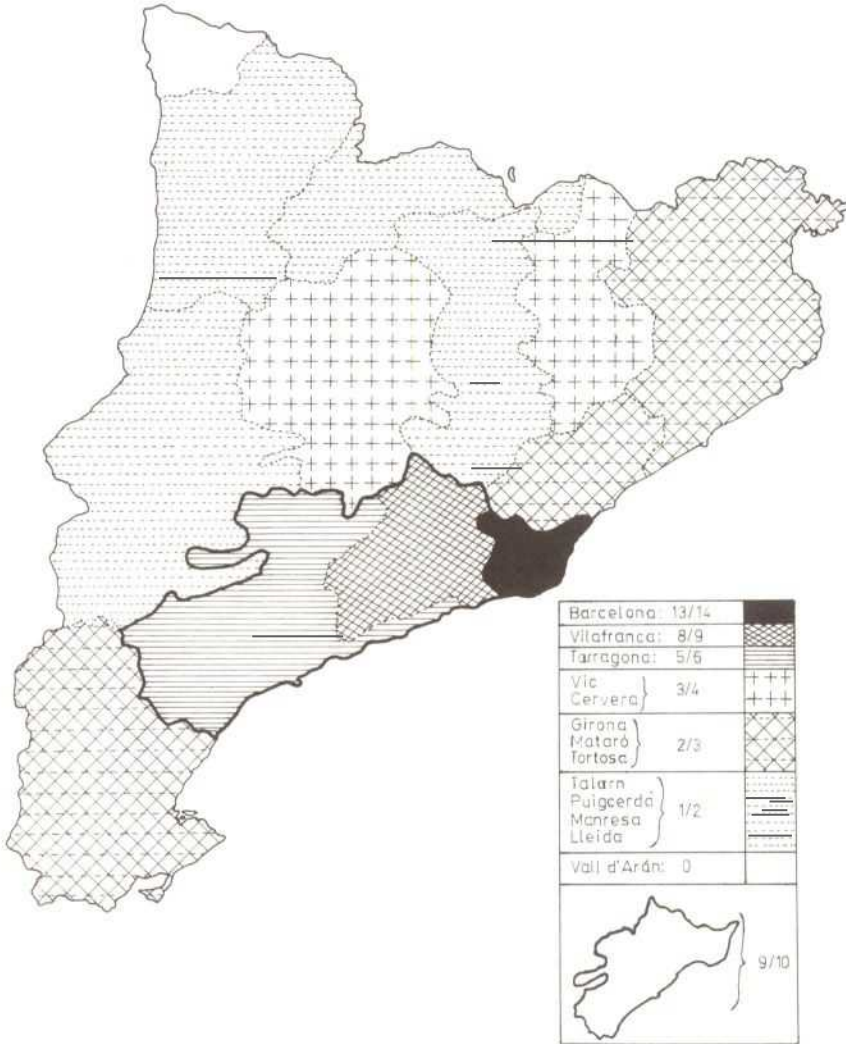 Barcelona: 13/14
Vilafranca: 8/9
Tarragona: 5/6
Vic
Cervera } 3/4
Girona
Mataró
Tortosa } 2/3
Talarn
Puigcerdá
Manresa
Lleida } 1/2
Vall d'Arán: 0
9/10